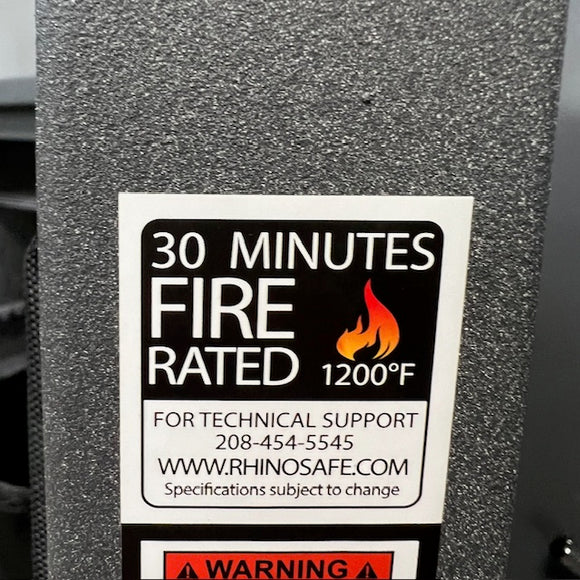 30 MINUTES
FIRE
RATED 1200°F
FOR TECHNICAL SUPPORT
208-454-5545
WWW.RHINOSAFE.COM
Specifications subject to change
WARNING